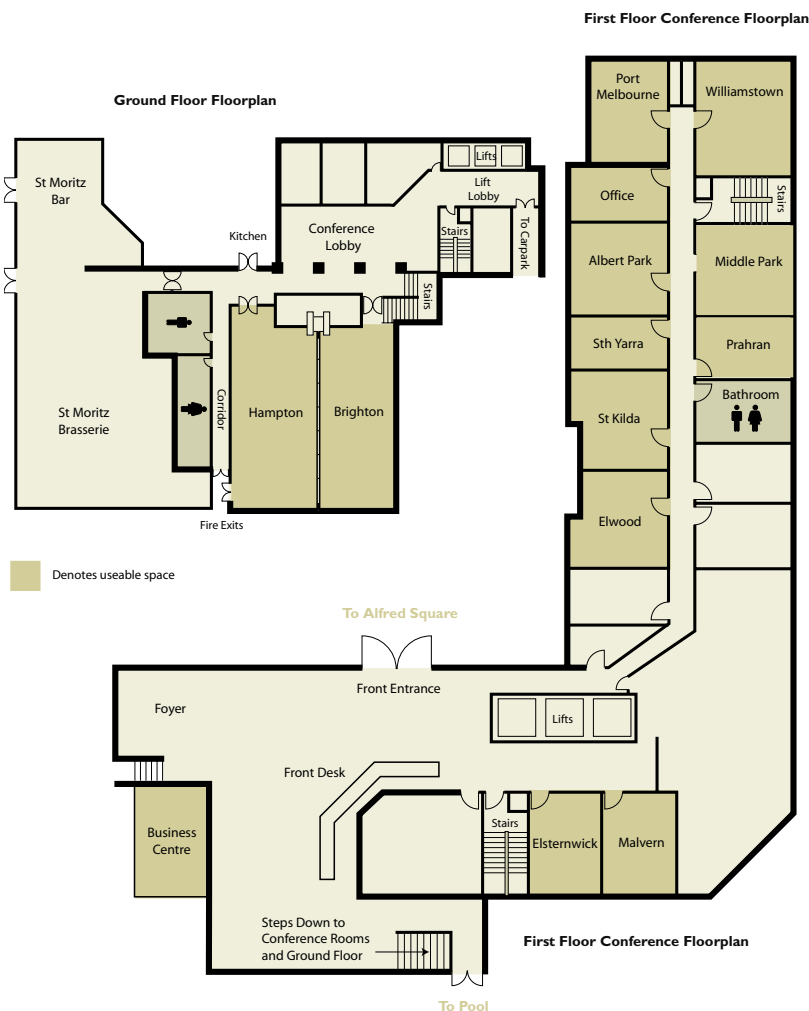 First Floor Conference Floorplan
Ground Floor Floorplan
Port
Melbourne
Williamstown
Lifts
St Moritz
Bar
Lift
Lobby
Office
Stairs
Kitchen
Conference
Lobby
Stairs
To Carpark
Albert Park
Middle Park
Stairs
Sth Yarra
Prahran
Bathroom
St Moritz
Brasserie
Corridor
Hampton
Brighton
St Kilda
Fire Exits
Elwood
Denotes useable space
To Alfred Square
Front Entrance
Foyer
Lifts
Front Desk
Business
Centre
Stairs
Elsternwick
Malvern
Steps Down to
Conference Rooms
and Ground Floor
First Floor Conference Floorplan
To Pool